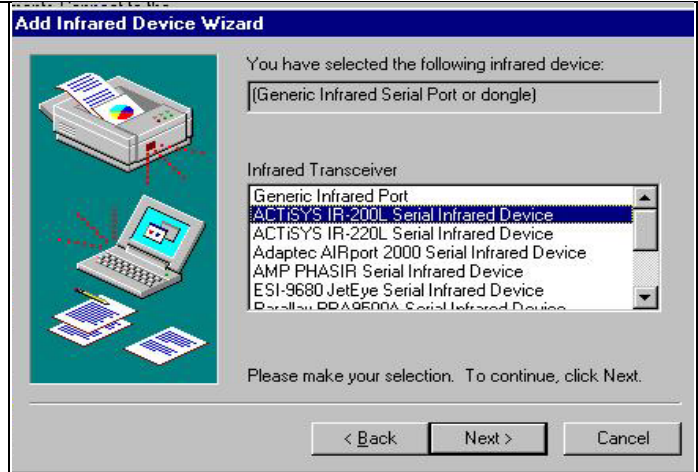 Add Infrared Device Wizard
You have selected the following infrared device:
(Generic Infrared Serial Port or dongle)
Infrared Transceiver
Generic Infrared Port
ACTiSYS IR-200L Serial Infrared Device
ACTiSYS IR-220L Serial Infrared Device
Adaptec AIRport 2000 Serial Infrared Device
AMP PHASIR Serial Infrared Device
ESI-9680 JetEye Serial Infrared Device
Serial Infrared Device
Please make your selection.  To continue, click Next.
< Back
Next >
Cancel